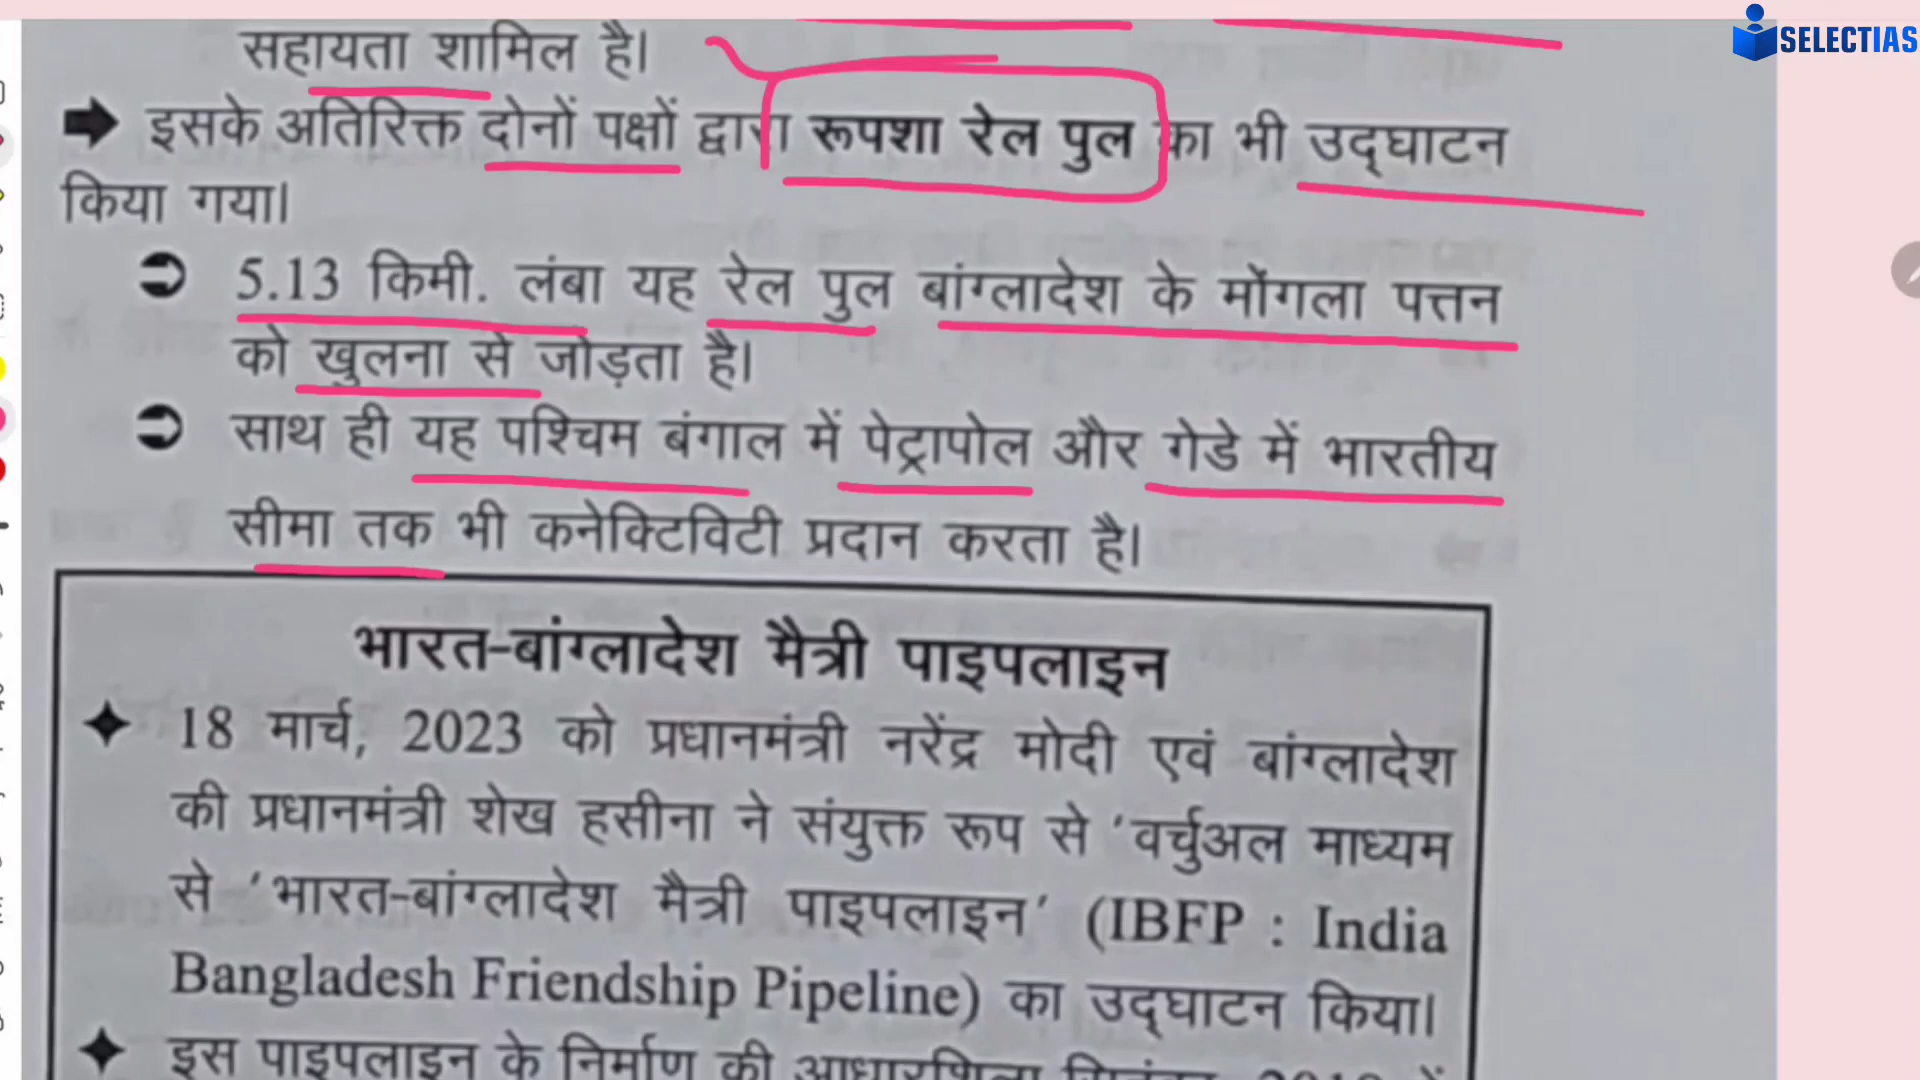 SELECTIAS
सहायता शामिल है।
इसके अतिरिक्त दोनों पक्षों द्वारा रूपशा रेल पुल का भी उद्घाटन
किया गया।
5.13 किमी. लंबा यह रेल पुल बांग्लादेश के मोंगला पत्तन
को खुलना से जोड़ता है।
साथ ही यह पश्चिम बंगाल में पेट्रापोल और गेडे में भारतीय
सीमा तक भी कनेक्टिविटी प्रदान करता है।
भारत-बांग्लादेश मैत्री पाइपलाइन
18 मार्च, 2023 को प्रधानमंत्री नरेंद्र मोदी एवं बांग्लादेश
की प्रधानमंत्री शेख हसीना ने संयुक्त रूप से ‘वर्चुअल माध्यम
से ‘भारत-बांग्लादेश मैत्री पाइपलाइन’ (IBFP : India
Bangladesh Friendship Pipeline) का उद्घाटन किया।
इस पाइपलाइन के निर्माण की